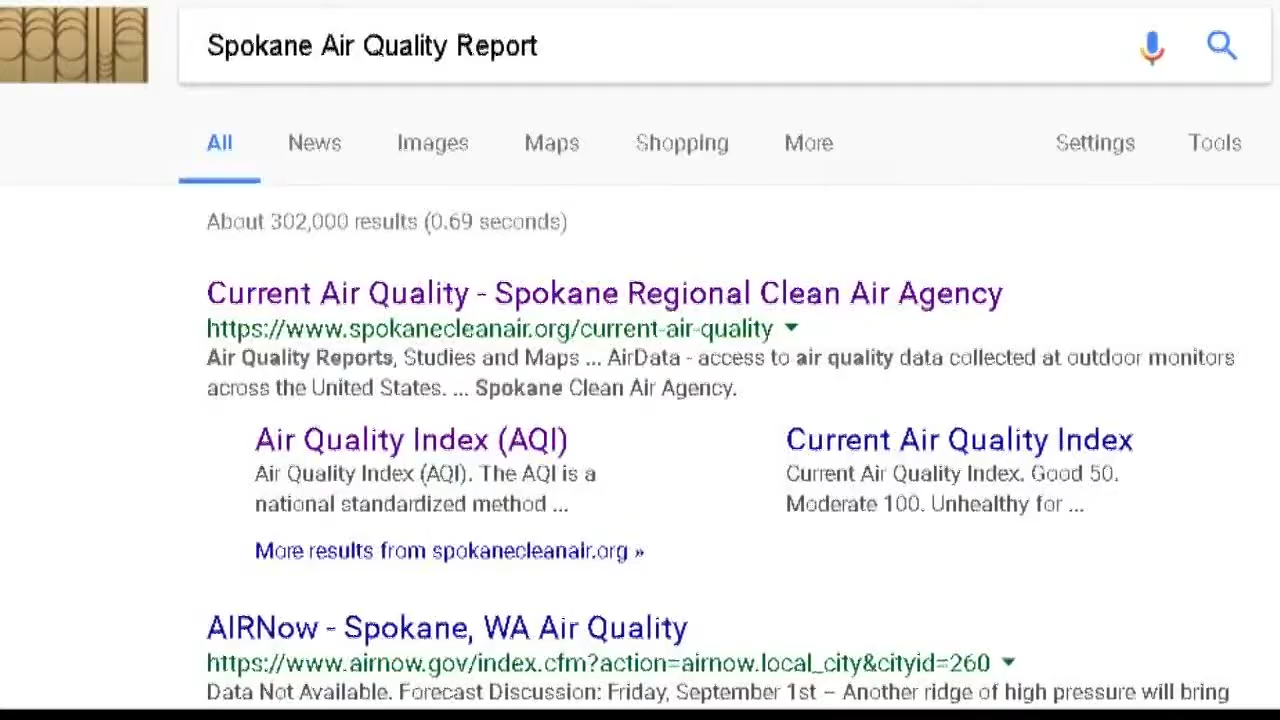 Spokane Air Quality Report
All News Images Maps Shopping More Settings Tools
About 302,000 results (0.69 seconds)
Current Air Quality - Spokane Regional Clean Air Agency
https://www.spokanecleanair.org/current-air-quality
Air Quality Reports, Studies and Maps ... AirData - access to air quality data collected at outdoor monitors
across the United States. ... Spokane Clean Air Agency.
Air Quality Index (AQI)
Air Quality Index (AQI). The AQI is a
national standardized method ...
Current Air Quality Index
Current Air Quality Index. Good 50.
Moderate 100. Unhealthy for ...
More results from spokanecleanair.org »
AIRNow - Spokane, WA Air Quality
https://www.airnow.gov/index.cfm?action=airnow.local_city&cityid=260
Data Not Available. Forecast Discussion: Friday, September 1st – Another ridge of high pressure will bring